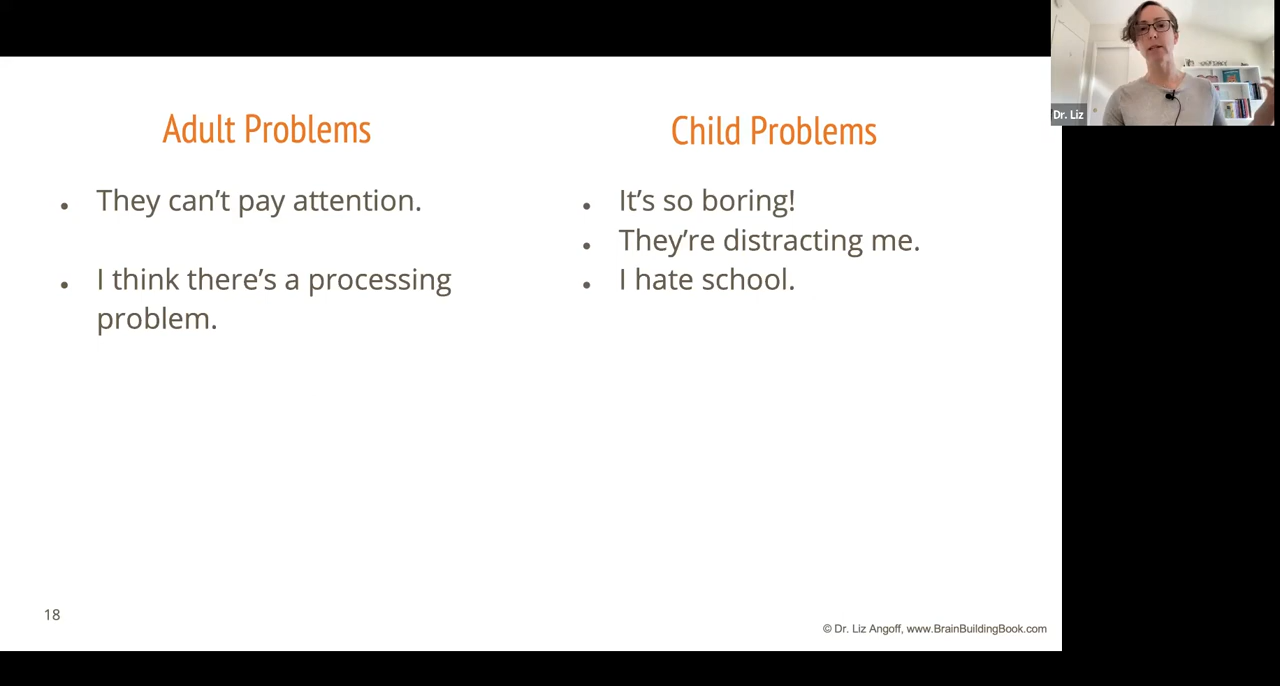 Dr. Liz
Adult Problems
They can’t pay attention.
I think there’s a processing
problem.
Child Problems
It’s so boring!
They’re distracting me.
I hate school.
18
© Dr. Liz Angoff, www.BrainBuildingBook.com